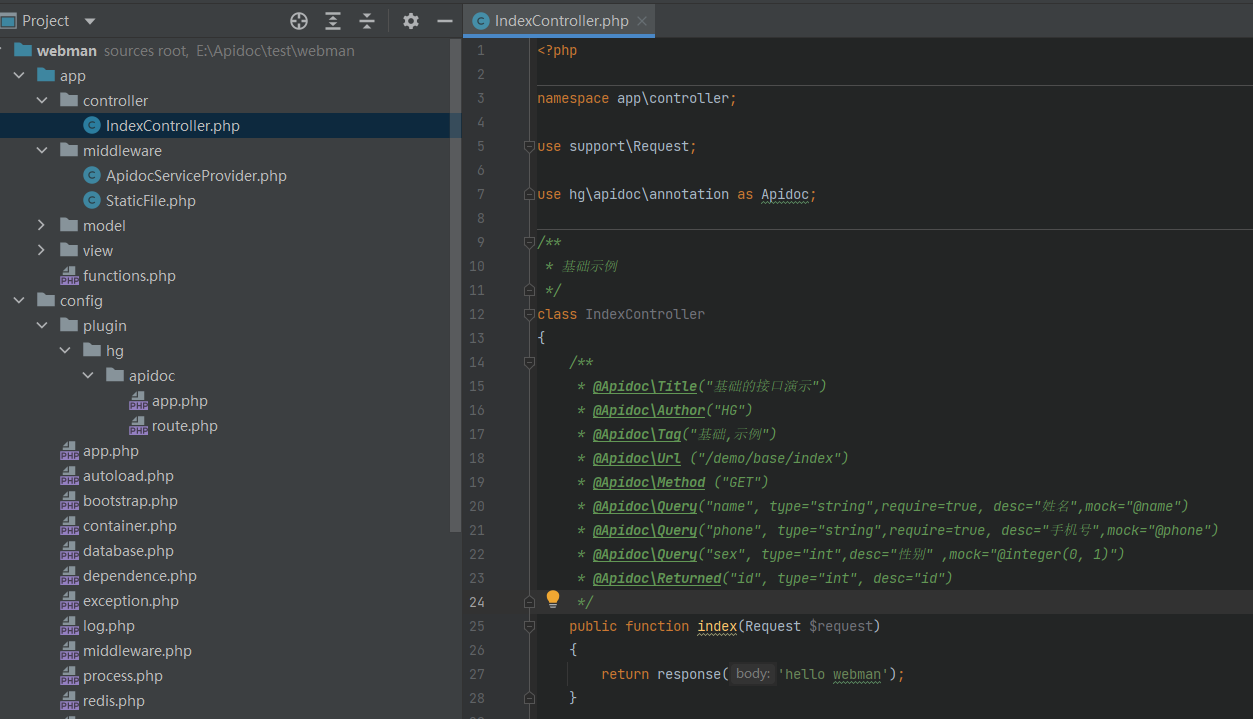 Project
webman sources root, E:\Apidoc\test\webman
app
controller
IndexController.php
middleware
ApidocServiceProvider.php
StaticFile.php
model
view
functions.php
config
plugin
hg
apidoc
app.php
route.php
app.php
autoload.php
bootstrap.php
container.php
database.php
dependence.php
exception.php
log.php
middleware.php
process.php
redis.php
IndexController.php
1 <?php
2
3 namespace app\controller;
4
5 use support\Request;
6
7 use hg\apidoc\annotation as Apidoc;
8
9 /**
10 * 基础示例
11 */
12 class IndexController
13 {
14 /**
15 * @Apidoc\Title("基础的接口演示")
16 * @Apidoc\Author("HG")
17 * @Apidoc\Tag("基础,示例")
18 * @Apidoc\Url ("/demo/base/index")
19 * @Apidoc\Method ("GET")
20 * @Apidoc\Query("name", type="string",require=true, desc="姓名",mock="@name")
21 * @Apidoc\Query("phone", type="string",require=true, desc="手机号",mock="@phone")
22 * @Apidoc\Query("sex", type="int",desc="性别" ,mock="@integer(0, 1)")
23 * @Apidoc\Returned("id", type="int", desc="id")
24 */
25 public function index(Request $request)
26 {
27 return response( body: 'hello webman');
28 }